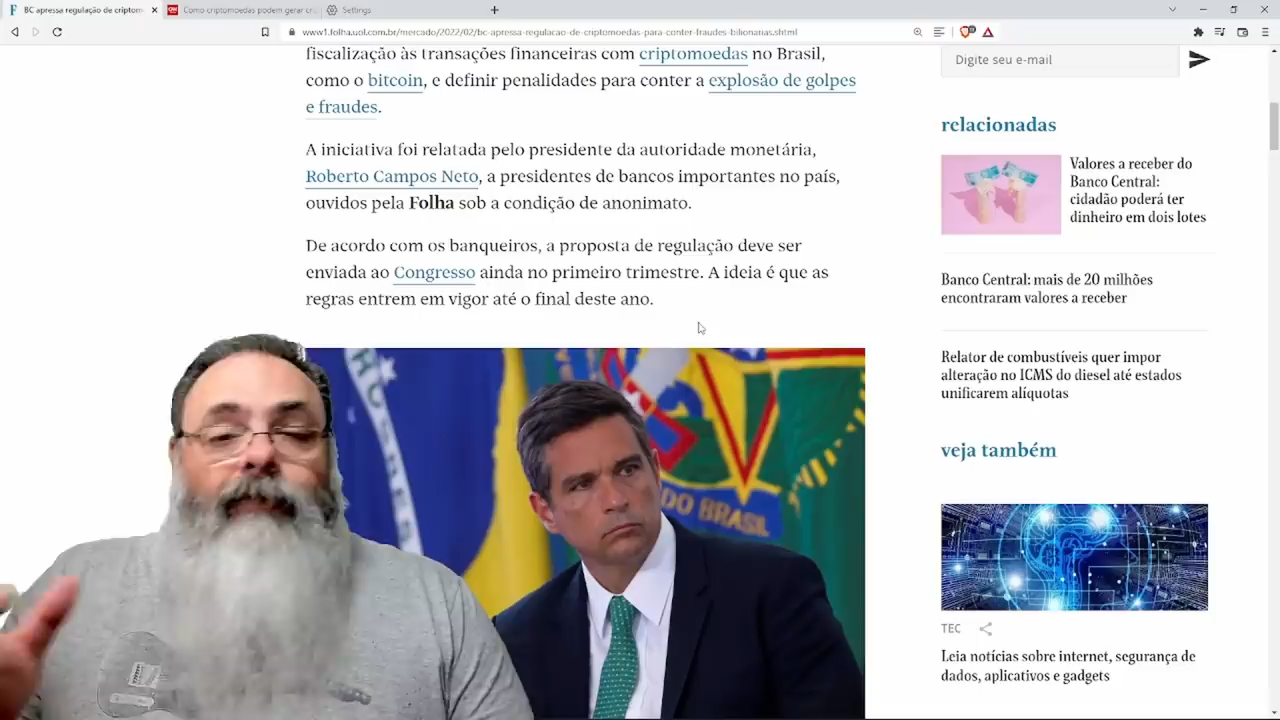 BC apressa regulação de criptom
Como criptomoedas podem gerar cri
Settings
www1.folha.uol.com.br/mercado/2022/02/bc-apressa-regulacao-de-criptomoedas-para-conter-fraudes-bilionarias.shtml
fiscalização às transações financeiras com criptomoedas no Brasil,
como o bitcoin, e definir penalidades para conter a explosão de golpes
e fraudes.
A iniciativa foi relatada pelo presidente da autoridade monetária,
Roberto Campos Neto, a presidentes de bancos importantes no país,
ouvidos pela Folha sob a condição de anonimato.
De acordo com os banqueiros, a proposta de regulação deve ser
enviada ao Congresso ainda no primeiro trimestre. A ideia é que as
regras entrem em vigor até o final deste ano.
DO BRASIL
Digite seu e-mail
relacionadas
Valores a receber do
Banco Central:
cidadão poderá ter
dinheiro em dois lotes
Banco Central: mais de 20 milhões
encontraram valores a receber
Relator de combustíveis quer impor
alteração no ICMS do diesel até estados
unificarem alíquotas
veja também
TEC
Leia notícias sobre internet, segurança de
dados, aplicativos e gadgets